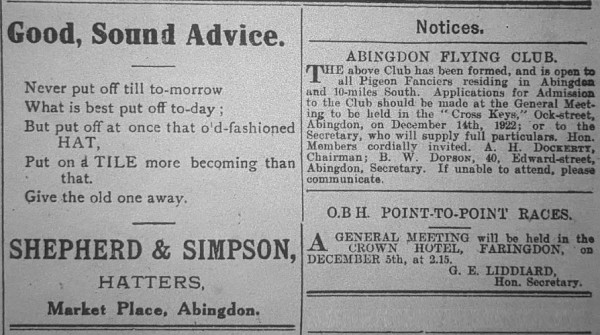 Good, Sound Advice.
Never put off till to-morrow
What is best put off to-day;
But put off at once that o'd-fashioned
HAT,
Put on a TILE more becoming than
that.
Give the old one away.
SHEPHERD & SIMPSON,
HATTERS,
Market Place, Abingdon.
Notices.
ABINGDON FLYING CLUB.
THE above Club has been formed, and is open to
all Pigeon Fanciers residing in Abingdon
and 10-miles South. Applications for Admission
to the Club should be made at the General Meet-
ing to be held in the "Cross Keys," Ock-street,
Abingdon, on December 14th, 1922; or to the
Secretary, who will supply full particulars. Hon.
Members cordially invited. A. H. DOCKERTY,
Chairman; B. W. DOBSON, 40, Edward-street,
Abingdon, Secretary. If unable to attend, please
communicate.
O.B H. POINT-TO-POINT RACES.
A GENERAL MEETING will be held in the
CROWN HOTEL, FARINGDON, on
DECEMBER 5th, at 2.15.
G. E. LIDDIARD,
Hon. Secretary.